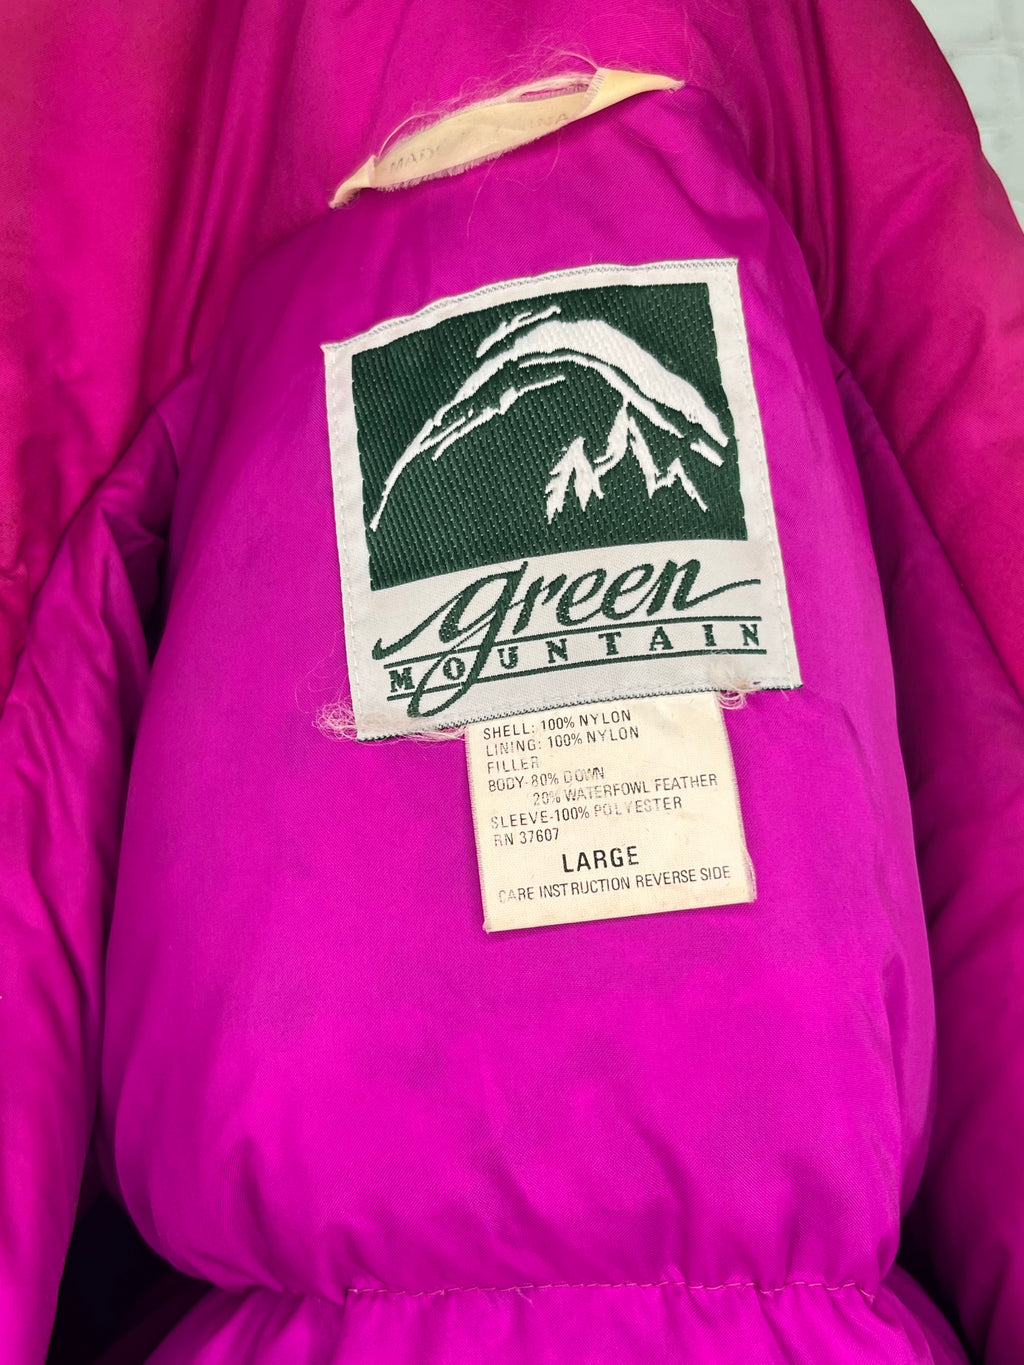 MADE CHINA
green
MOUNTAIN
SHELL: 100% NYLON
LINING: 100% NYLON
FILLER
BODY-80% DOWN
20% WATERFOWL FEATHER
SLEEVE-100% POLYESTER
RN 37607
LARGE
CARE INSTRUCTION REVERSE SIDE